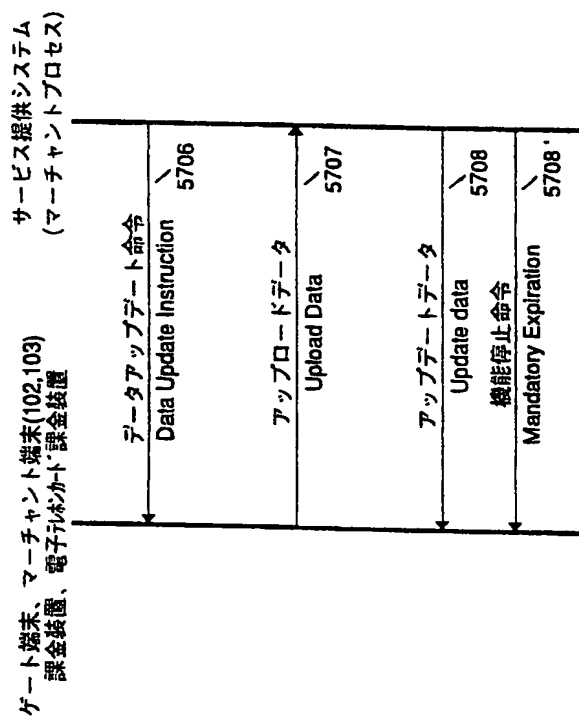 ゲート端末、マーチャント端末(102,103)
課金装置、電子テレホンカード課金装置
サービス提供システム
(マーチャントプロセス)
データアップデート命令
Data Update Instruction
5706
アップロードデータ
Upload Data
5707
アップデートデータ
Update data
5708
機能停止命令
Mandatory Expiration
5708'